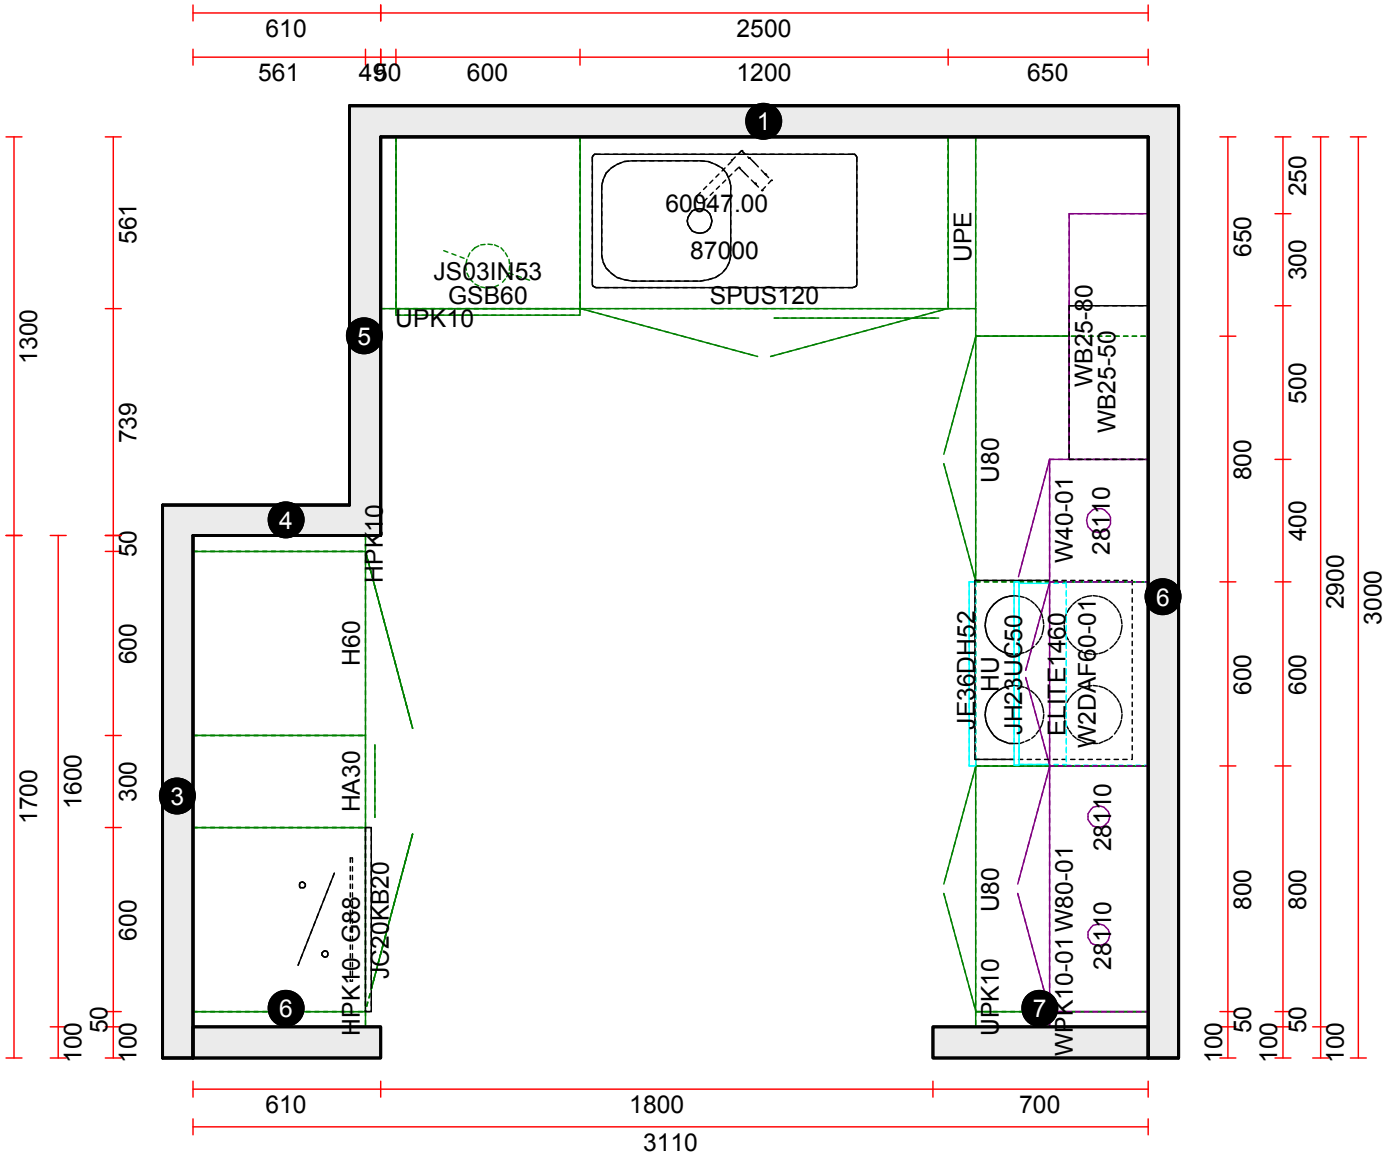 610
2500
561
49
50
600
1200
650
1
1300
561
739
50
600
300
600
50
100
1700
1600
100
5
4
3
6
60047.00
87000
JS03IN53
GSB60
SPUS120
UPK10
UPE
WB25-80
WB25-50
U80
W40-01
28110
HPK10
H60
HA30
G88
JC20KB20
HPK10
JE36DH52
HU
JH23UC50
ELITE1460
W2DAF60-01
6
28110
U80
W80-01
28110
UPK10
WPK10-01
7
650
800
600
800
50
100
250
300
500
400
600
800
50
100
2900
100
3000
610
1800
700
3110